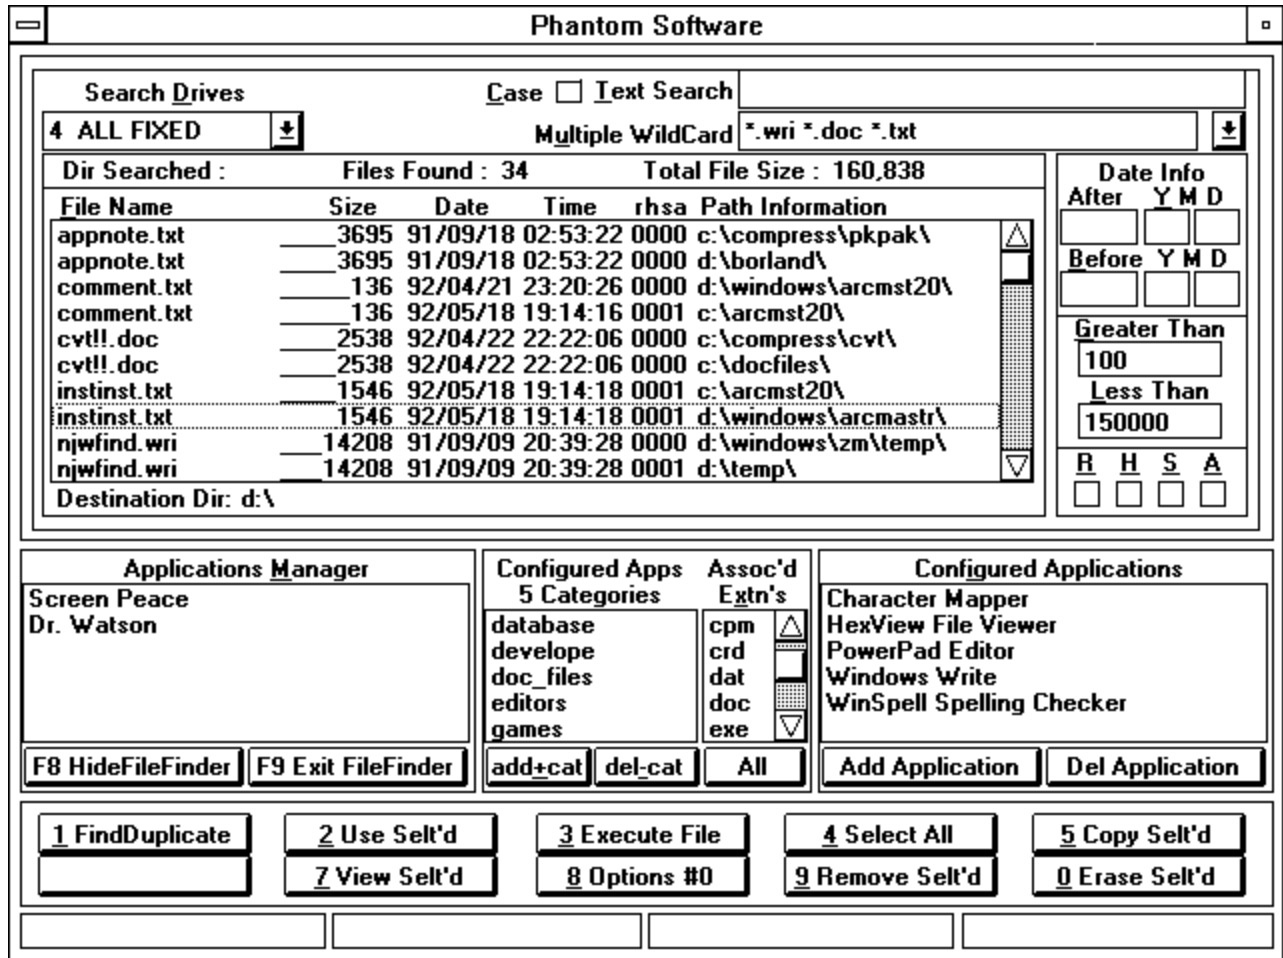 Phantom Software
Search Drives
Case Text Search
4 ALL FIXED
Multiple WildCard *.wri *.doc *.txt
Dir Searched : Files Found : 34 Total File Size : 160,838
File Name Size Date Time rhsa Path Information
appnote.txt ____3695 91/09/18 02:53:22 0000 c:\compress\pkpak\
appnote.txt ____3695 91/09/18 02:53:22 0000 d:\borland\
comment.txt _____136 92/04/21 23:20:26 0000 d:\windows\arcmst20\
comment.txt _____136 92/05/18 19:14:16 0001 c:\arcmst20\
cvt!!.doc ____2538 92/04/22 22:22:06 0000 c:\compress\cvt\
cvt!!.doc ____2538 92/04/22 22:22:06 0000 c:\docfiles\
instinst.txt ____1546 92/05/18 19:14:18 0001 c:\arcmst20\
instinst.txt ____1546 92/05/18 19:14:18 0001 d:\windows\arcmastr\
njwfind.wri ___14208 91/09/09 20:39:28 0000 d:\windows\zm\temp\
njwfind.wri ___14208 91/09/09 20:39:28 0001 d:\temp\
Destination Dir: d:\
Date Info
After Y M D
Before Y M D
Greater Than
100
Less Than
150000
R H S A
Applications Manager
Screen Peace
Dr. Watson
F8 HideFileFinder F9 Exit FileFinder
Configured Apps
5 Categories
database
develope
doc_files
editors
games
add+cat del-cat
Assoc'd
Extn's
cpm
crd
dat
doc
exe
All
Configured Applications
Character Mapper
HexView File Viewer
PowerPad Editor
Windows Write
WinSpell Spelling Checker
Add Application Del Application
1 FindDuplicate 2 Use Selt'd 3 Execute File 4 Select All 5 Copy Selt'd
7 View Selt'd 8 Options #0 9 Remove Selt'd 0 Erase Selt'd